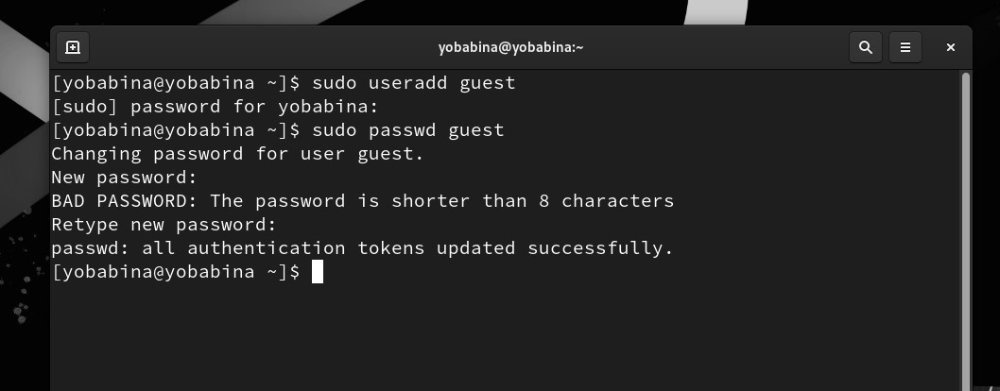 yobabina@yobabina:~
[yobabina@yobabina ~]$ sudo useradd guest
[sudo] password for yobabina:
[yobabina@yobabina ~]$ sudo passwd guest
Changing password for user guest.
New password:
BAD PASSWORD: The password is shorter than 8 characters
Retype new password:
passwd: all authentication tokens updated successfully.
[yobabina@yobabina ~]$